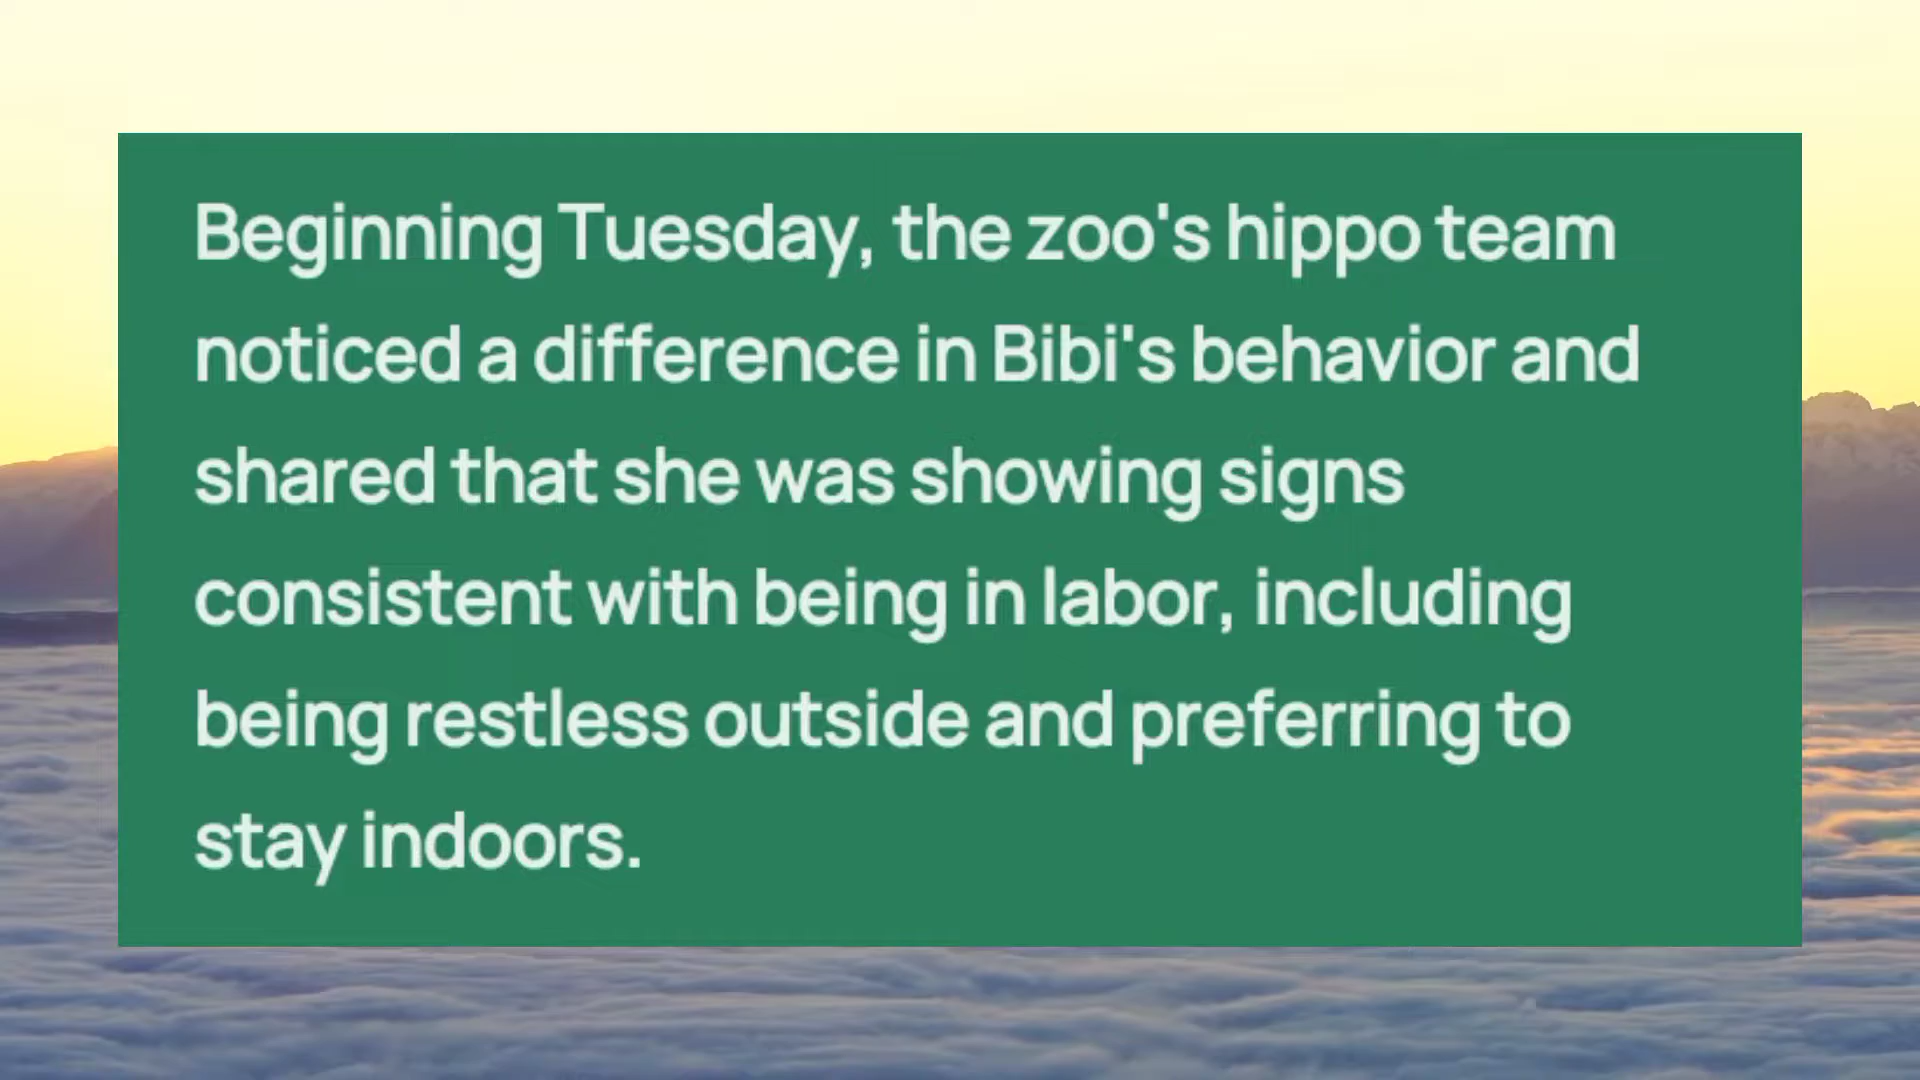 Beginning Tuesday, the zoo's hippo team
noticed a difference in Bibi's behavior and
shared that she was showing signs
consistent with being in labor, including
being restless outside and preferring to
stay indoors.